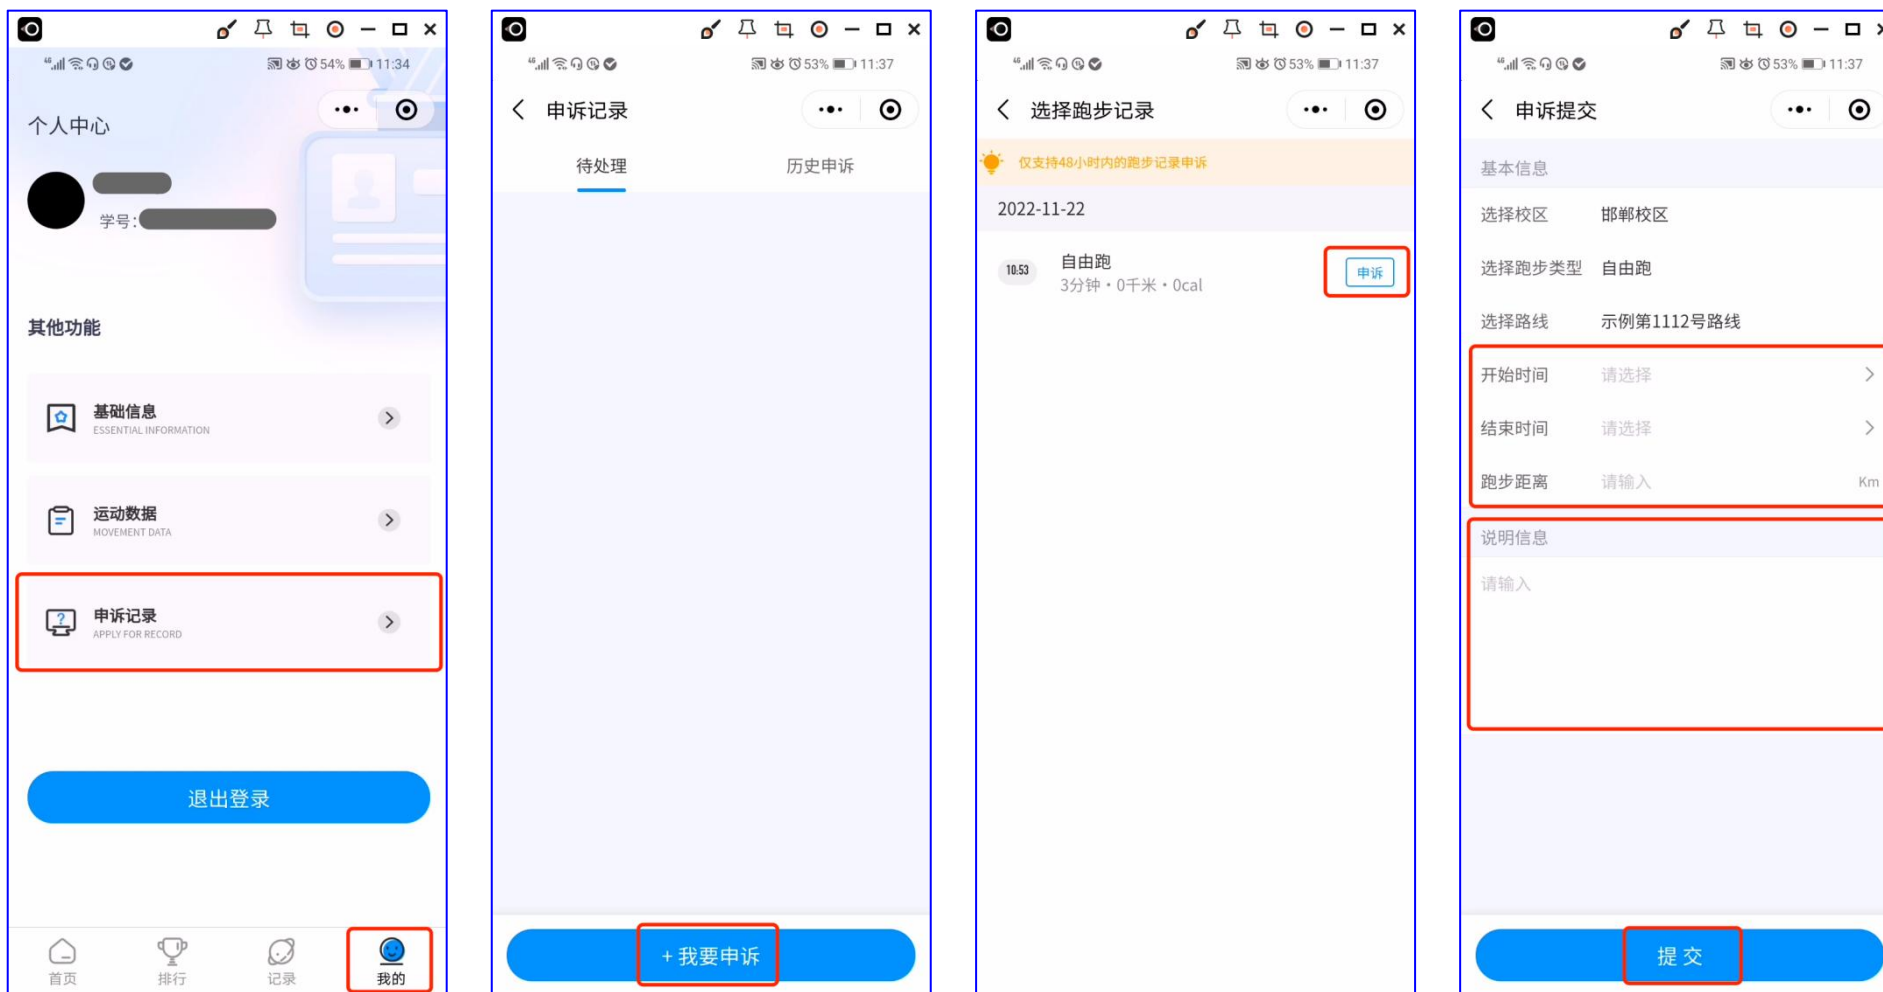 54% 11:34
个人中心
学号:
其他功能
基础信息
ESSENTIAL INFORMATION
运动数据
MOVEMENT DATA
申诉记录
APPLY FOR RECORD
退出登录
首页
排行
记录
我的
53% 11:37
申诉记录
待处理
历史申诉
+ 我要申诉
53% 11:37
选择跑步记录
仅支持48小时内的跑步记录申诉
2022-11-22
10:53
自由跑
3分钟・0千米・0cal
申诉
53% 11:37
申诉提交
基本信息
选择校区 邯郸校区
选择跑步类型 自由跑
选择路线 示例第1112号路线
开始时间 请选择
结束时间 请选择
跑步距离 请输入 Km
说明信息
请输入
提 交